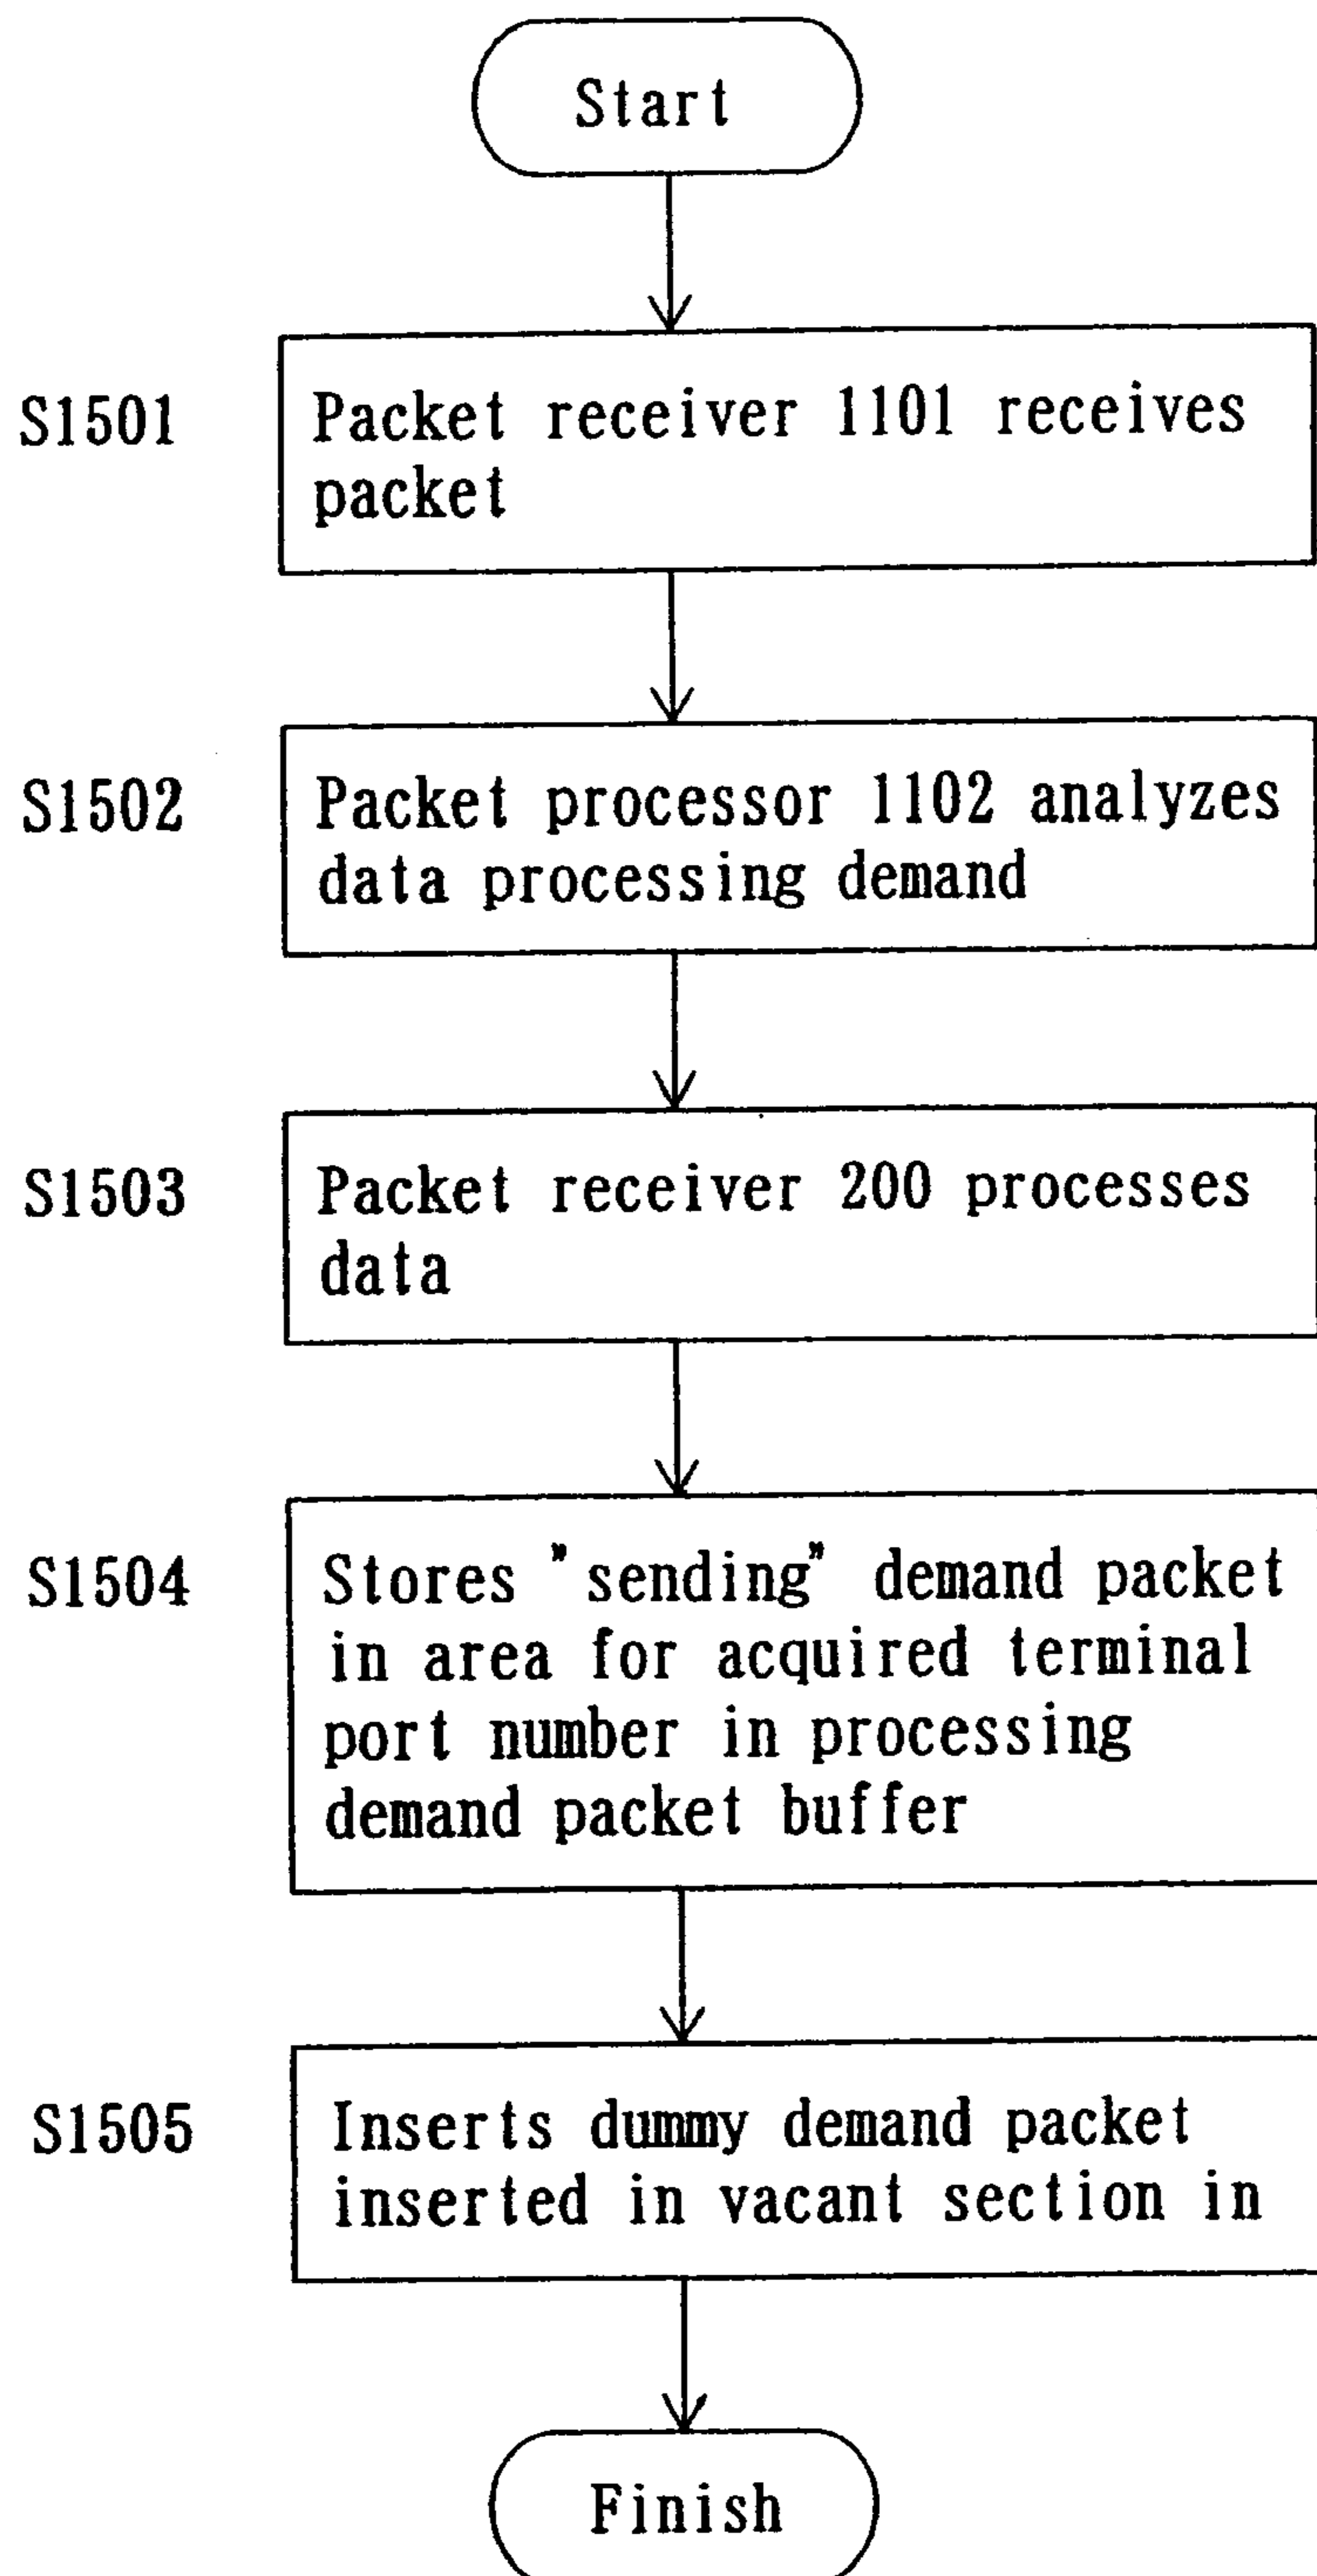 Start
S1501
Packet receiver 1101 receives
packet
S1502
Packet processor 1102 analyzes
data processing demand
S1503
Packet receiver 200 processes
data
S1504
Stores "sending" demand packet
in area for acquired terminal
port number in processing
demand packet buffer
S1505
Inserts dummy demand packet
inserted in vacant section in
Finish